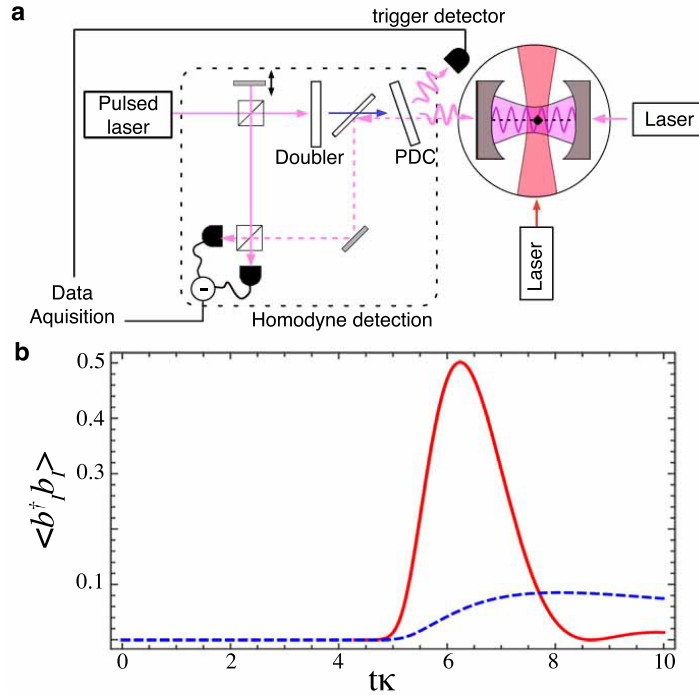 a
trigger detector
Pulsed
laser
Doubler
PDC
Laser
Laser
-
Data
Aquisition
Homodyne detection
b
0.5
0.4
0.3
0.1
<b†IbI>
0
2
4
6
8
10
tκ